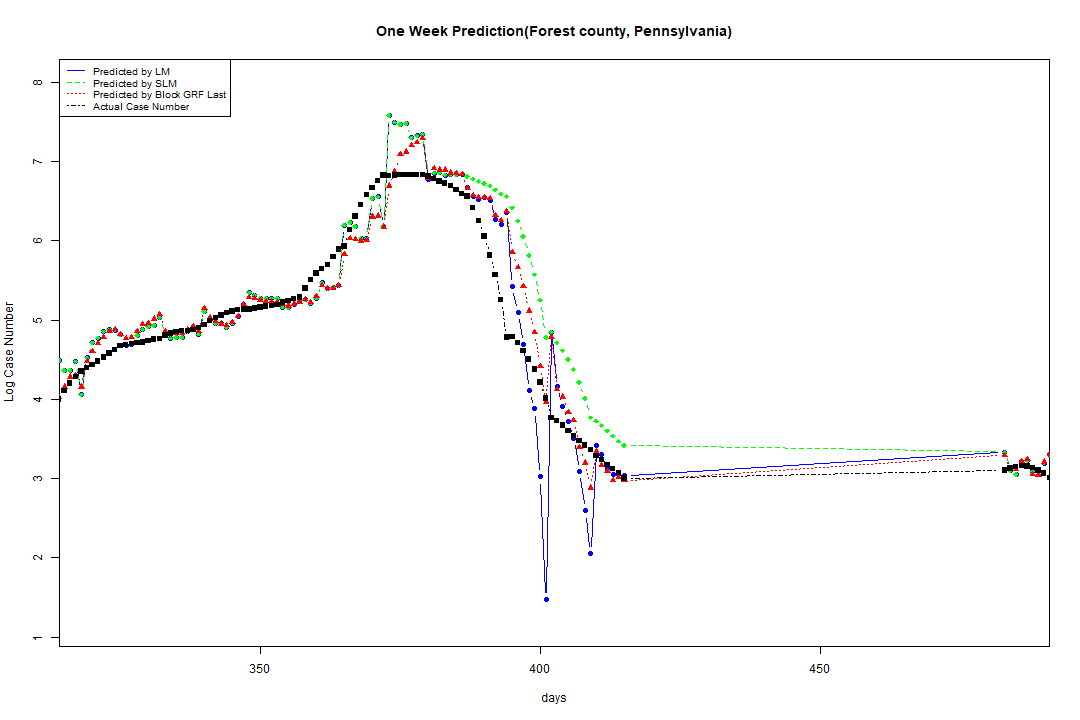 One Week Prediction(Forest county, Pennsylvania)
Predicted by LM
Predicted by SLM
Predicted by Block GRF Last
Actual Case Number
8
7
6
5
4
3
2
1
Log Case Number
350 400 450
days